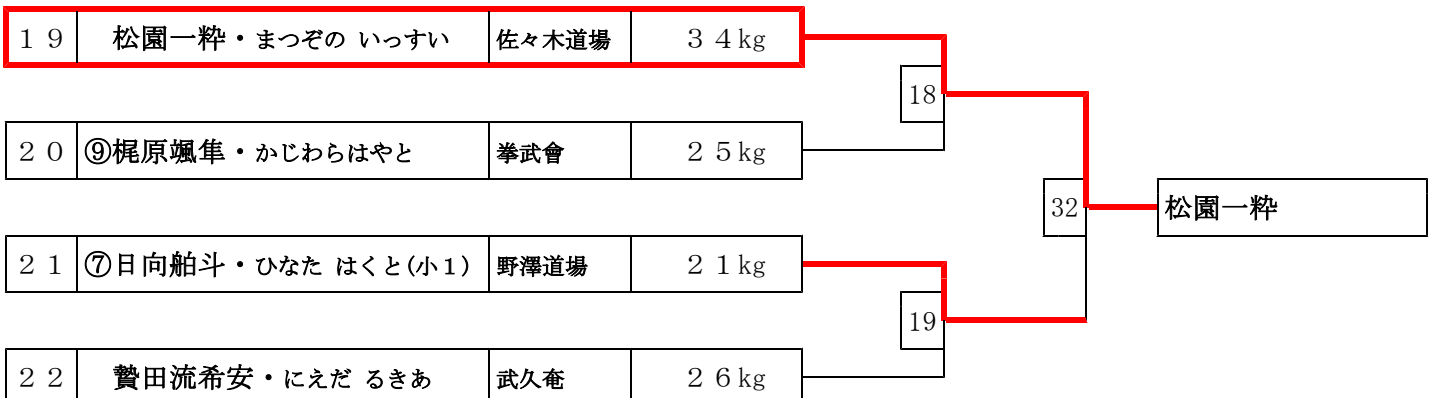 １９ 松園一粋・まつぞの いっすい 佐々木道場 ３４kg
18
２０ ⑨梶原颯隼・かじわらはやと 拳武會 ２５kg
32 松園一粋
２１ ⑦日向舶斗・ひなた はくと(小１) 野澤道場 ２１kg
19
２２ 贄田流希安・にえだ るきあ 武久奄 ２６kg